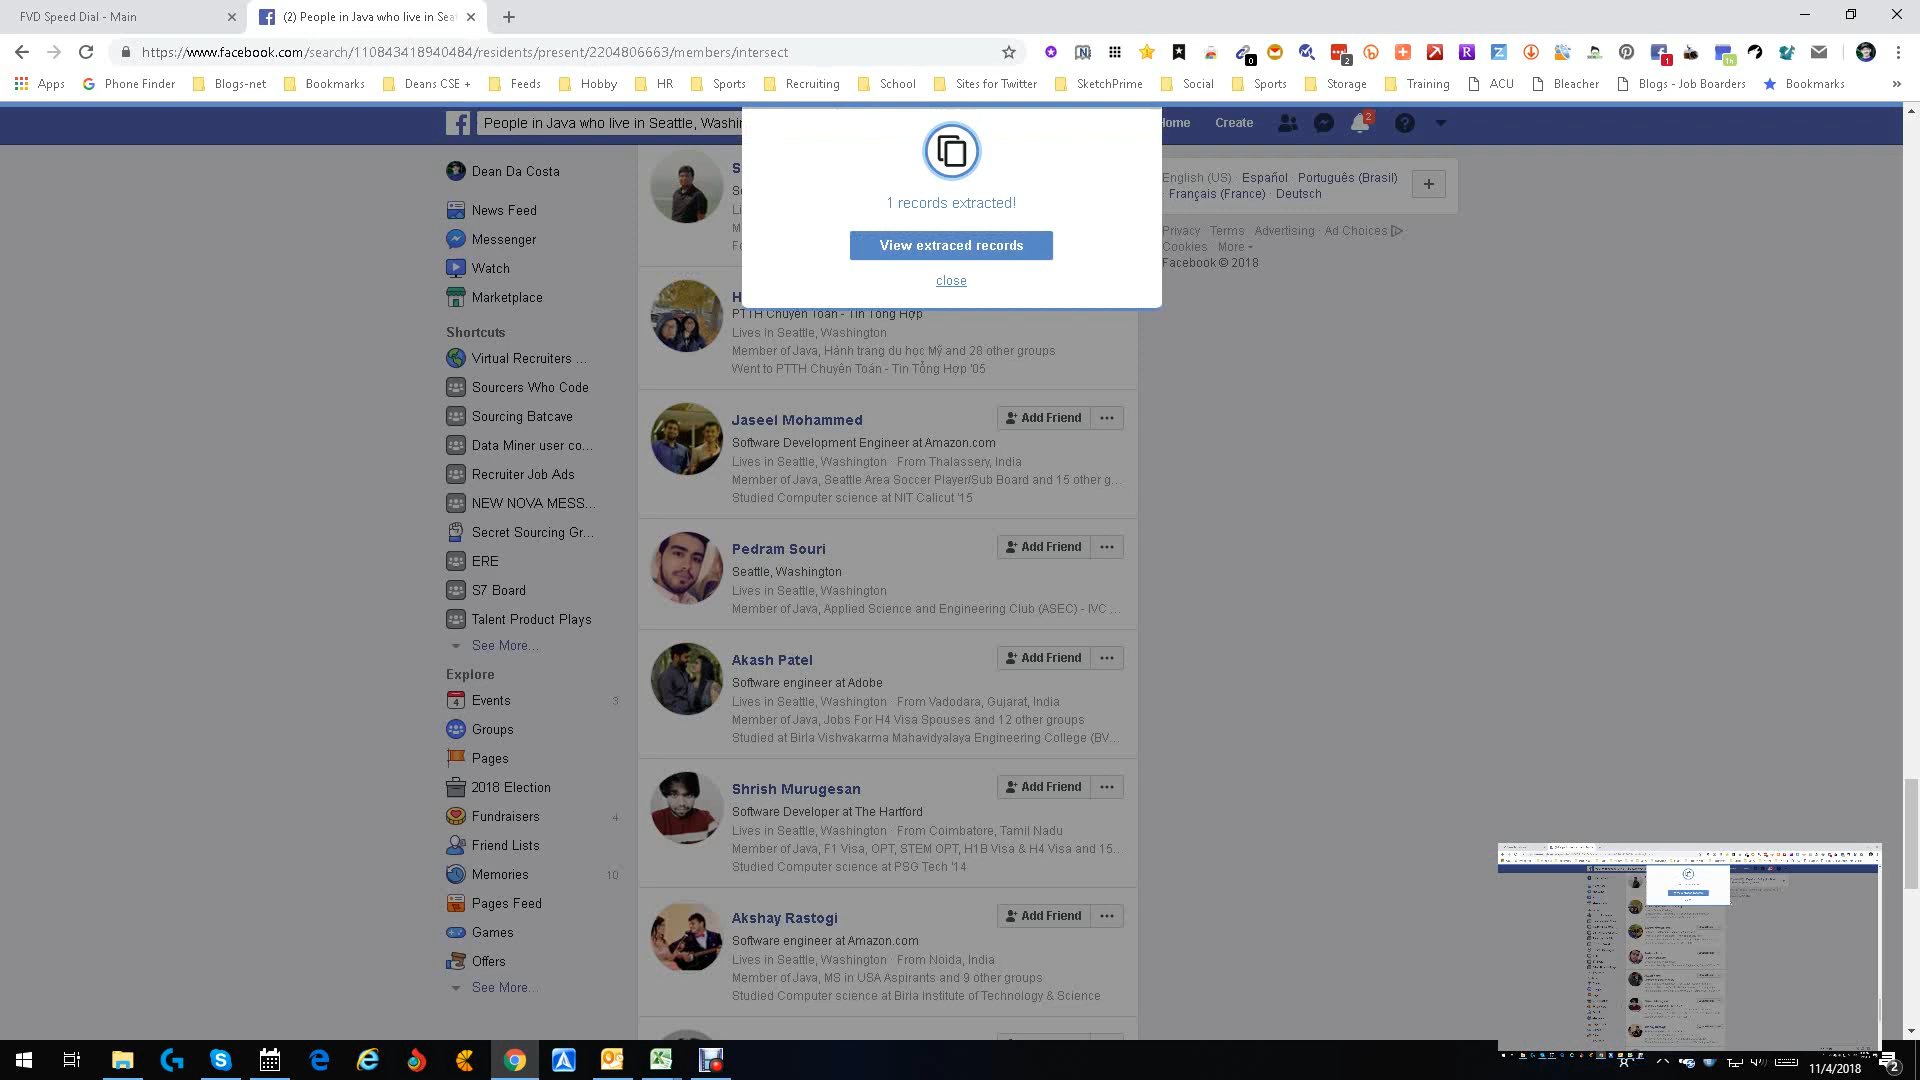 FVD Speed Dial - Main
(2) People in Java who live in Sea
https://www.facebook.com/search/110843418940484/residents/present/2204806663/members/intersect
0
2
1
1h
Apps
Phone Finder
Blogs-net
Bookmarks
Deans CSE +
Feeds
Hobby
HR
Sports
Recruiting
School
Sites for Twitter
SketchPrime
Social
Sports
Storage
Training
ACU
Bleacher
Blogs - Job Boarders
Bookmarks
»
People in Java who live in Seattle, Washin
Home
Create
2
Dean Da Costa
News Feed
Messenger
Watch
Marketplace
Shortcuts
Virtual Recruiters ...
Sourcers Who Code
Sourcing Batcave
Data Miner user co...
Recruiter Job Ads
NEW NOVA MESS...
Secret Sourcing Gr...
ERE
S7 Board
Talent Product Plays
See More...
Explore
Events
3
Groups
Pages
2018 Election
Fundraisers
4
Friend Lists
Memories
10
Pages Feed
Games
Offers
See More...
1 records extracted!
View extraced records
close
PTTH Chuyên Toán - Tin Tổng Hợp
Lives in Seattle, Washington
Member of Java, Hành trang du học Mỹ and 28 other groups
Went to PTTH Chuyên Toán - Tin Tổng Hợp '05
Jaseel Mohammed
Add Friend
Software Development Engineer at Amazon.com
Lives in Seattle, Washington · From Thalassery, India
Member of Java, Seattle Area Soccer Player/Sub Board and 15 other g...
Studied Computer science at NIT Calicut '15
Pedram Souri
Add Friend
Seattle, Washington
Lives in Seattle, Washington
Member of Java, Applied Science and Engineering Club (ASEC) - IVC ...
Akash Patel
Add Friend
Software engineer at Adobe
Lives in Seattle, Washington · From Vadodara, Gujarat, India
Member of Java, Jobs For H4 Visa Spouses and 12 other groups
Studied at Birla Vishvakarma Mahavidyalaya Engineering College (BV...
Shrish Murugesan
Add Friend
Software Developer at The Hartford
Lives in Seattle, Washington · From Coimbatore, Tamil Nadu
Member of Java, F1 Visa, OPT, STEM OPT, H1B Visa & H4 Visa and 15...
Studied Computer science at PSG Tech '14
Akshay Rastogi
Add Friend
Software engineer at Amazon.com
Lives in Seattle, Washington · From Noida, India
Member of Java, MS in USA Aspirants and 9 other groups
Studied Computer science at Birla Institute of Technology & Science
English (US) · Español · Português (Brasil)
· Français (France) · Deutsch
Privacy · Terms · Advertising · Ad Choices
Cookies · More
Facebook © 2018
11/4/2018
2